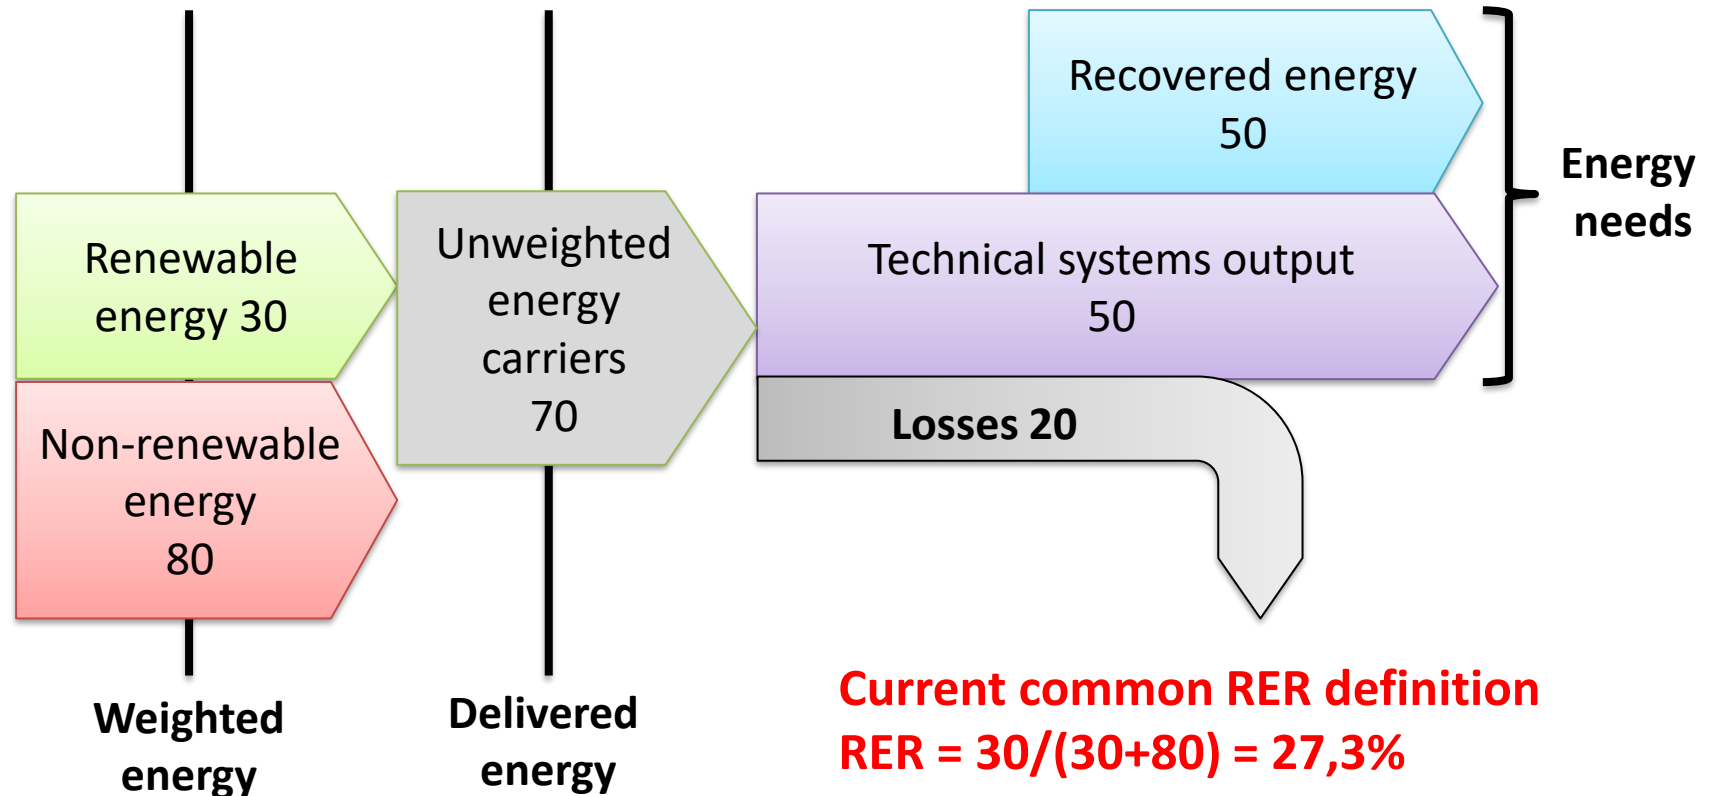 Recovered energy
50
Energy
needs
Renewable
energy 30
Unweighted
energy
carriers
70
Technical systems output
50
Non-renewable
energy
80
Losses 20
Weighted
energy
Delivered
energy
Current common RER definition
RER = 30/(30+80) = 27,3%